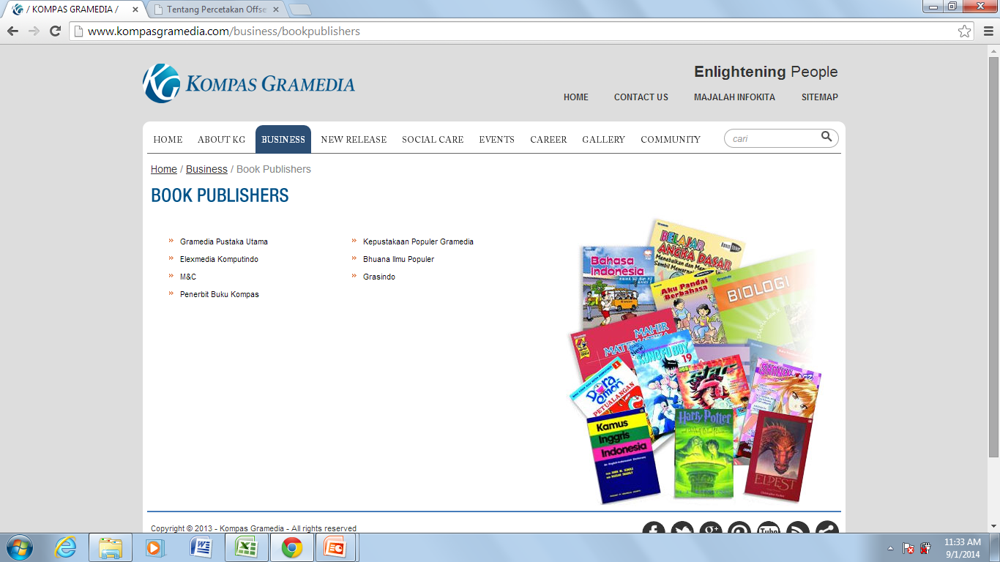 / KOMPAS GRAMEDIA /
Tentang Percetakan Offse
www.kompasgramedia.com/business/bookpublishers
KOMPAS GRAMEDIA
Enlightening People
HOME CONTACT US MAJALAH INFOKITA SITEMAP
HOME ABOUT KG BUSINESS NEW RELEASE SOCIAL CARE EVENTS CAREER GALLERY COMMUNITY cari
Home / Business / Book Publishers
BOOK PUBLISHERS
Gramedia Pustaka Utama
Elexmedia Komputindo
M&C
Penerbit Buku Kompas
Kepustakaan Populer Gramedia
Bhuana Ilmu Populer
Grasindo
BELAJAR
ANGKA DASAR
Bahasa
Indonesia
Aku Pandai
Berbahasa
BIOLOGI
MAHIR
KUNGFU BOY
19
Dora
emon
PETUALANGAN
Kamus
Inggris
Indonesia
Harry Potter
ELDEST
Copyright © 2013 - Kompas Gramedia - All rights reserved
11:33 AM
9/1/2014